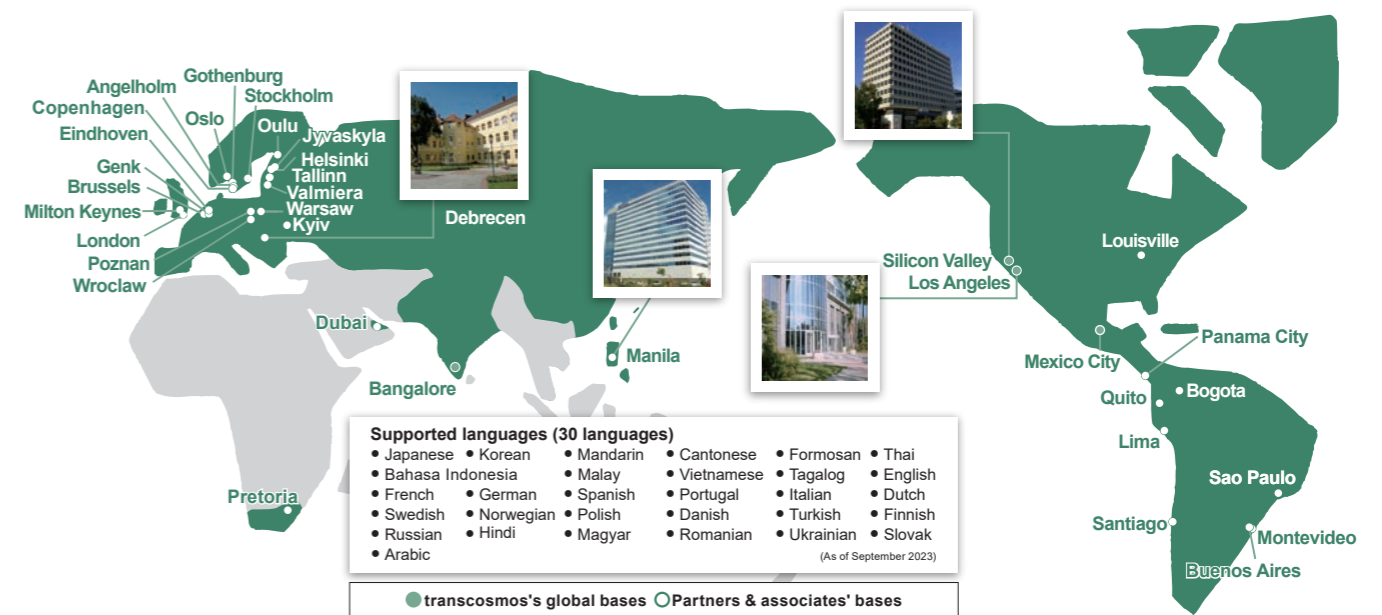 Gothenburg
Angelholm
Stockholm
Copenhagen
Oslo
Eindhoven
Oulu
Jyvaskyla
Helsinki
Genk
Tallinn
Brussels
Valmiera
Milton Keynes
Warsaw
Kyiv
London
Poznan
Wroclaw
Debrecen
Dubai
Manila
Bangalore
Pretoria
Silicon Valley
Los Angeles
Louisville
Mexico City
Panama City
Quito
Bogota
Lima
Sao Paulo
Santiago
Montevideo
Buenos Aires
Supported languages (30 languages)
• Japanese • Korean • Mandarin • Cantonese • Formosan • Thai
• Bahasa Indonesia • Malay • Vietnamese • Tagalog • English
• French • German • Spanish • Portugal • Italian • Dutch
• Swedish • Norwegian • Polish • Danish • Turkish • Finnish
• Russian • Hindi • Magyar • Romanian • Ukrainian • Slovak
• Arabic
(As of September 2023)
transcosmos's global bases Partners & associates' bases